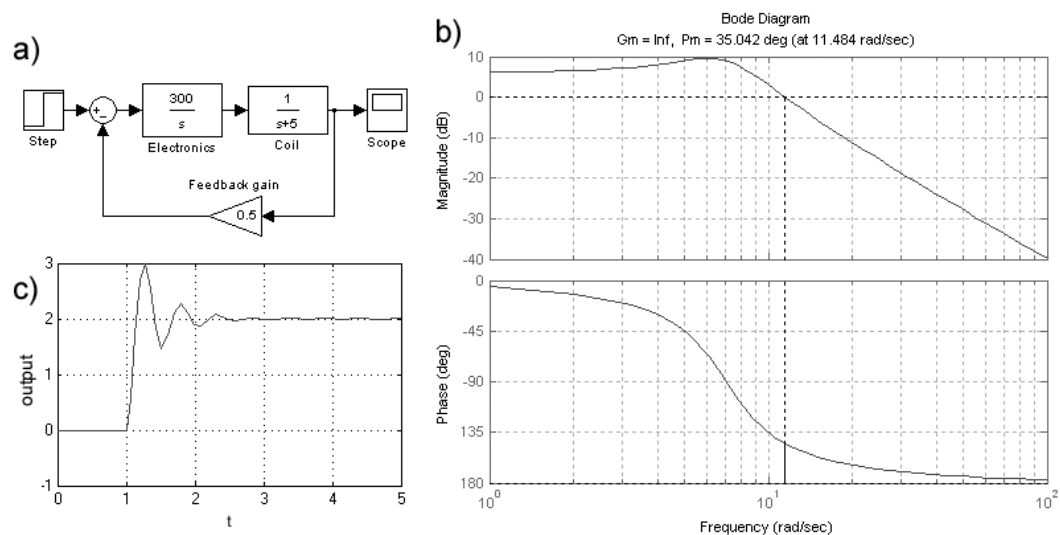 a)
Step
+
-
300
s
Electronics
1
s+5
Coil
Scope
Feedback gain
0.5
b)
Bode Diagram
Gm = Inf, Pm = 35.042 deg (at 11.484 rad/sec)
Magnitude (dB)
10
0
-10
-20
-30
-40
Phase (deg)
0
-45
-90
135
180
10^0
10^1
10^2
Frequency (rad/sec)
c)
output
3
2
1
0
-1
0
1
2
3
4
5
t